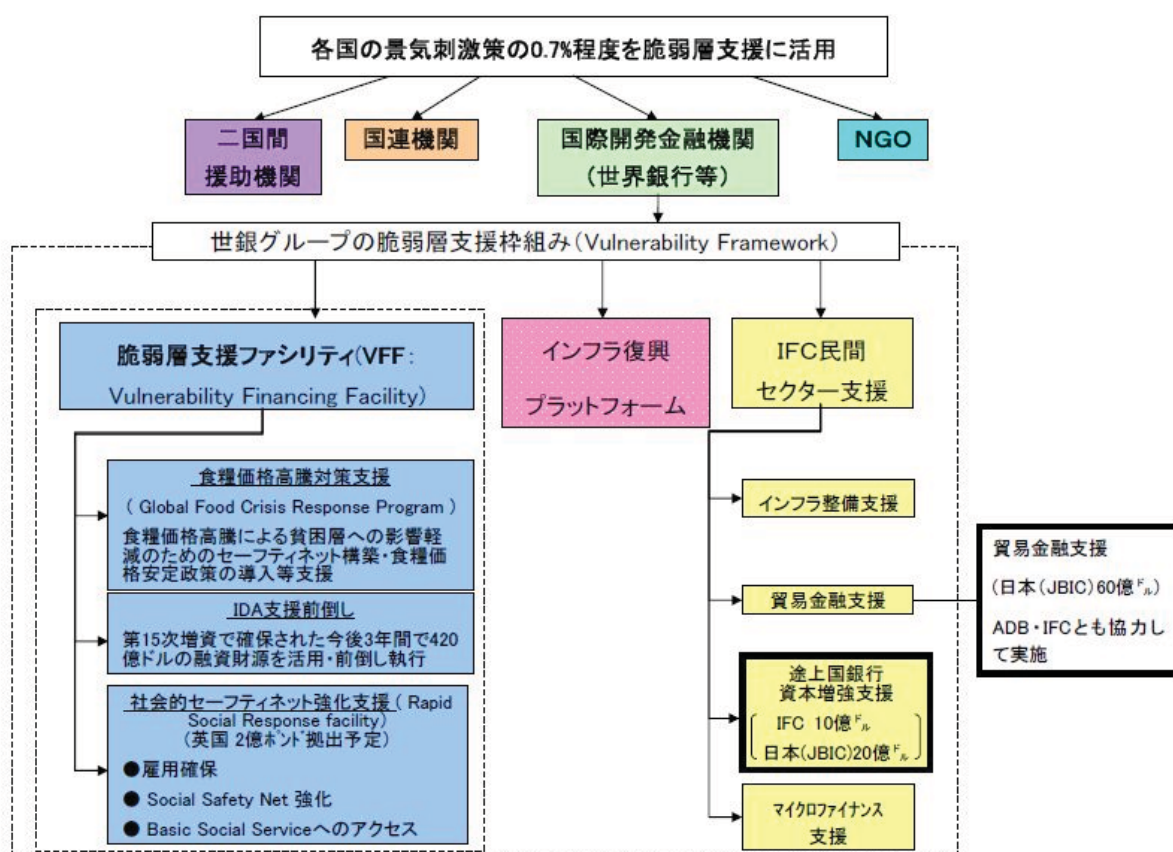 各国の景気刺激策の0.7%程度を脆弱層支援に活用
二国間
援助機関
国連機関
国際開発金融機関
(世界銀行等)
NGO
世銀グループの脆弱層支援枠組み(Vulnerability Framework)
脆弱層支援ファシリティ(VFF:
Vulnerability Financing Facility)
インフラ復興
プラットフォーム
IFC民間
セクター支援
食糧価格高騰対策支援
( Global Food Crisis Response Program )
食糧価格高騰による貧困層への影響軽
減のためのセーフティネット構築・食糧価
格安定政策の導入等支援
IDA支援前倒し
第15次増資で確保された今後3年間で420
億ドルの融資財源を活用・前倒し執行
社会的セーフティネット強化支援( Rapid
Social Response facility)
(英国 2億ポンド拠出予定)
●雇用確保
● Social Safety Net 強化
● Basic Social Serviceへのアクセス
インフラ整備支援
貿易金融支援
途上国銀行
資本増強支援
IFC 10億ドル
日本(JBIC)20億ドル
マイクロファイナンス
支援
貿易金融支援
(日本(JBIC)60億ドル)
ADB・IFCとも協力し
て実施